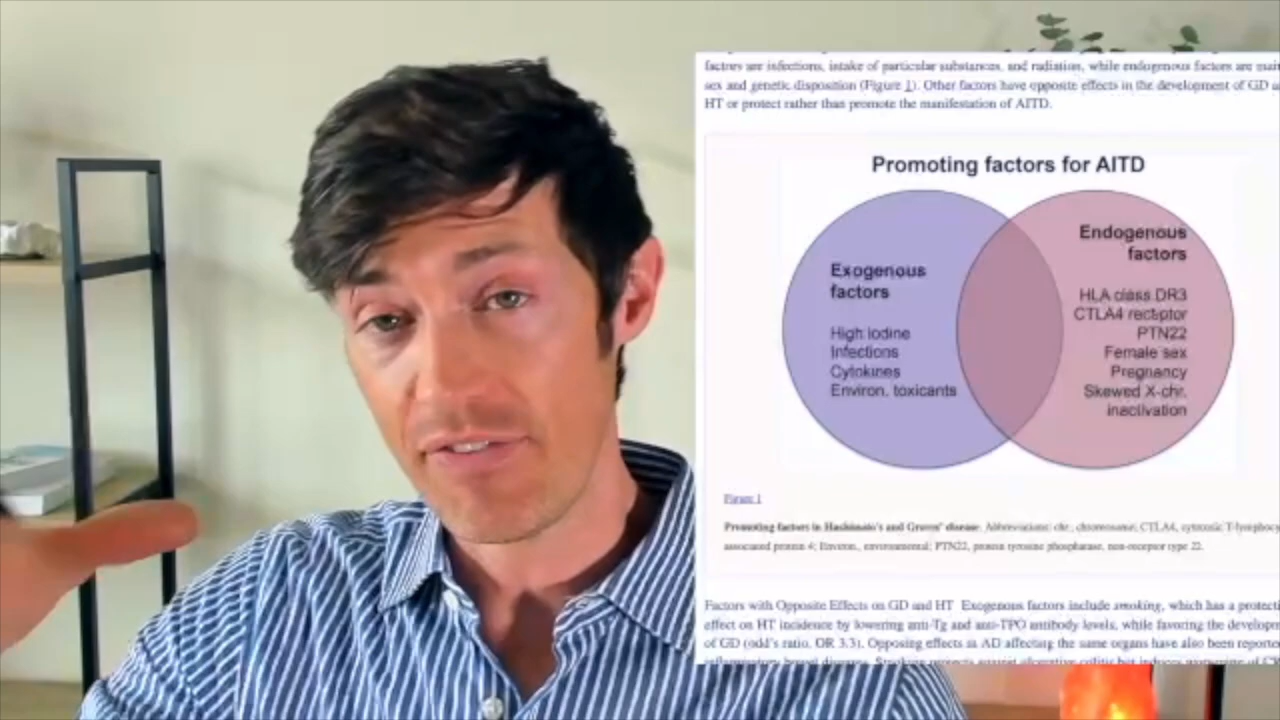 factors are infections, intake of particular substances, and radiation, while endogenous factors are
sex and genetic disposition (Figure 1). Other factors have opposite effects in the development of GD
HT or protect rather than promote the manifestation of AITD.
Promoting factors for AITD
Exogenous
factors
High Iodine
Infections
Cytokines
Environ. toxicants
Endogenous
factors
HLA class DR3
CTLA4 receptor
PTN22
Female sex
Pregnancy
Skewed X-chr.
inactivation
Figure 1
Promoting factors in Hashimoto's and Graves' disease. Abbreviations: chr., chromosome; CTLA4, cytotoxic
associated protein 4; Environ., environmental; PTN22, protein tyrosine phosphatase, non-receptor type 22.
Factors with Opposite Effects on GD and HT Exogenous factors include smoking, which has a
effect on HT incidence by lowering anti-Tg and anti-TPO antibody levels, while favoring the
of GD (odd's ratio, OR 3.3). Opposing effects in AD affecting the same organs have also been